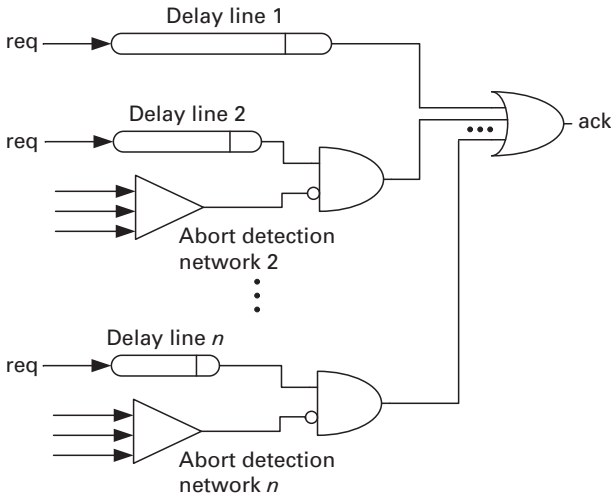 Delay line 1
req
Delay line 2
req
ack
Abort detection
network 2
Delay line n
req
Abort detection
network n